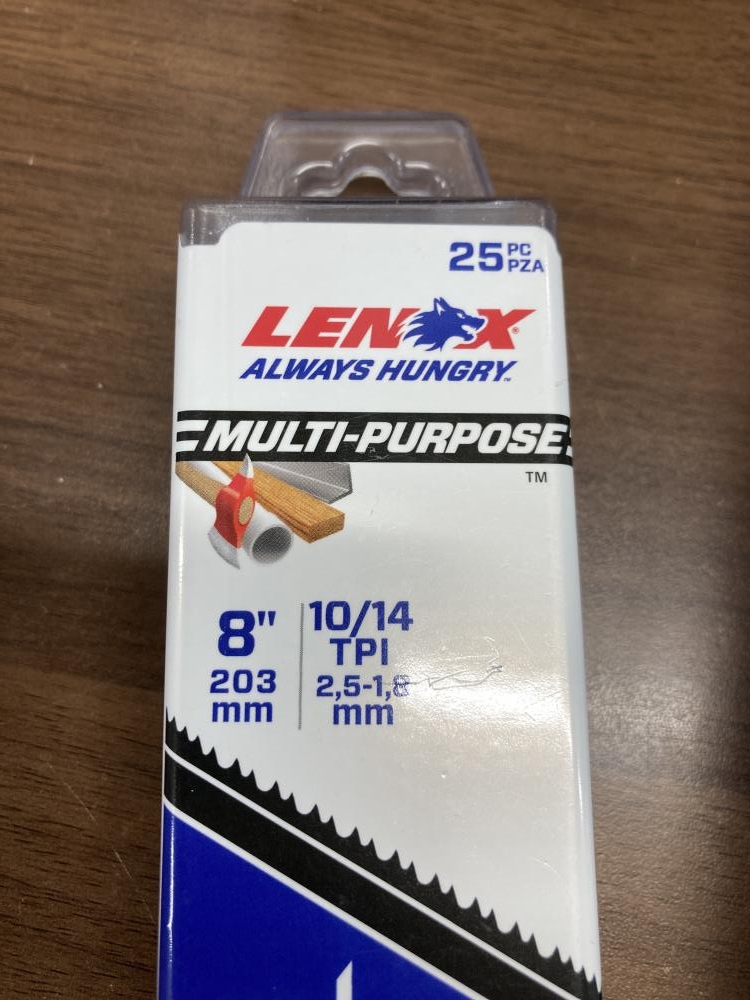 25 PC
PZA
LENOX®
ALWAYS HUNGRY™
MULTI-PURPOSE
™
8"
203
mm
10/14
TPI
2,5-1,8
mm